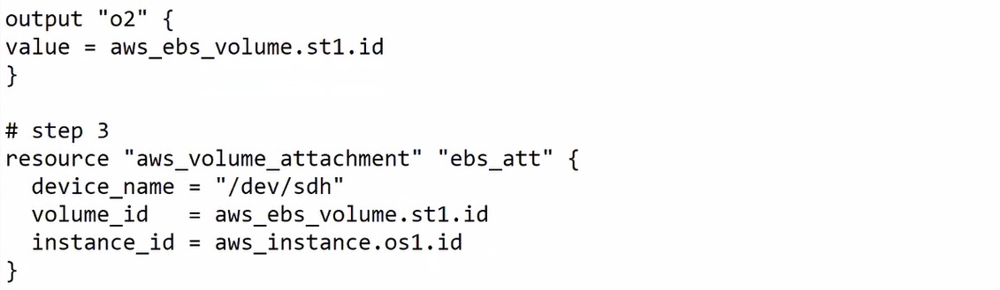 output "o2" {
value = aws_ebs_volume.st1.id
}

# step 3
resource "aws_volume_attachment" "ebs_att" {
  device_name = "/dev/sdh"
  volume_id   = aws_ebs_volume.st1.id
  instance_id = aws_instance.os1.id
}